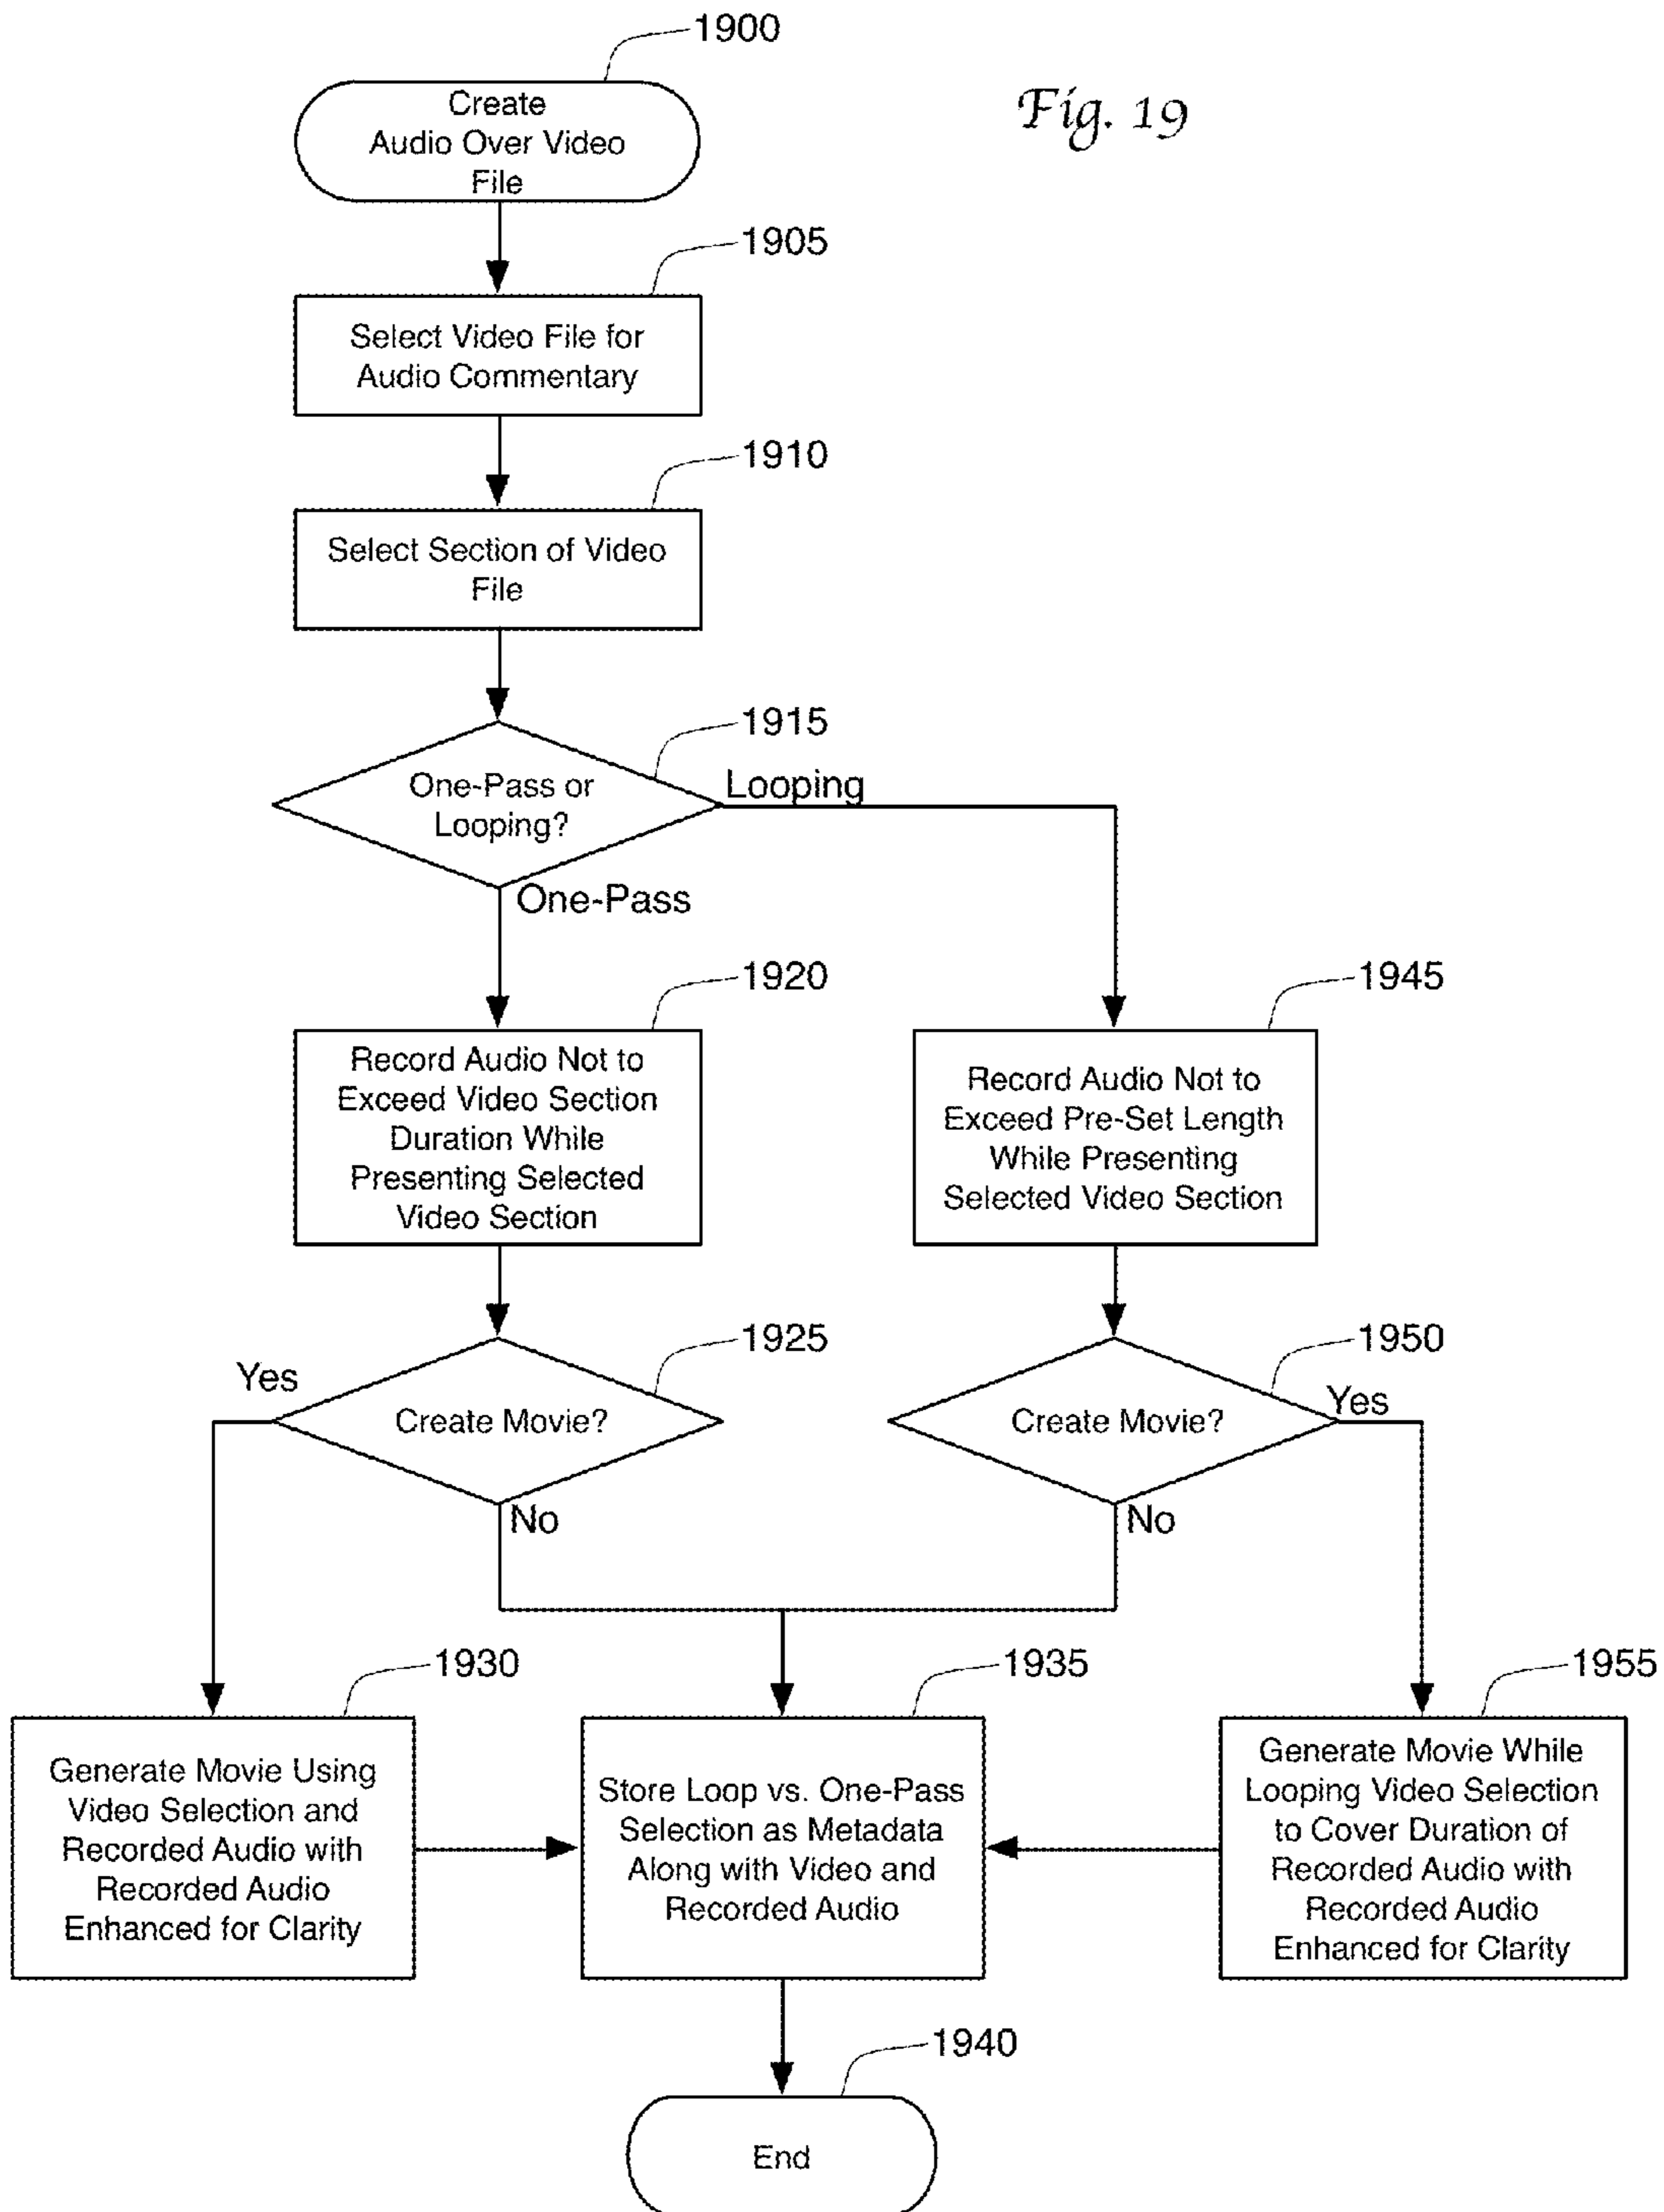 1900
Create
Audio Over Video
File
Fig. 19
1905
Select Video File for
Audio Commentary
1910
Select Section of Video
File
1915
One-Pass or
Looping?
Looping
One-Pass
1920
Record Audio Not to
Exceed Video Section
Duration While
Presenting Selected
Video Section
1945
Record Audio Not to
Exceed Pre-Set Length
While Presenting
Selected Video Section
1925
Yes
Create Movie?
No
1950
Create Movie?
Yes
No
1930
Generate Movie Using
Video Selection and
Recorded Audio with
Recorded Audio
Enhanced for Clarity
1935
Store Loop vs. One-Pass
Selection as Metadata
Along with Video and
Recorded Audio
1955
Generate Movie While
Looping Video Selection
to Cover Duration of
Recorded Audio with
Recorded Audio
Enhanced for Clarity
1940
End